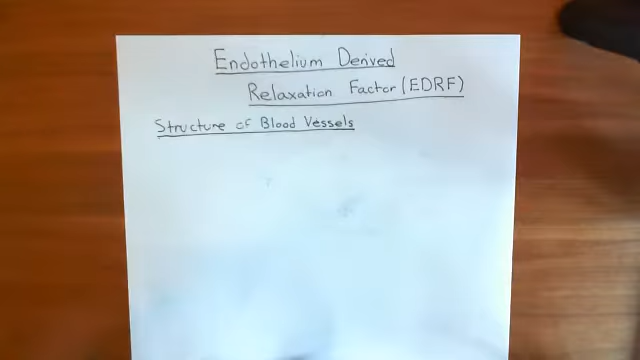 Endothelium Derived
Relaxation Factor (EDRF)
Structure of Blood Vessels